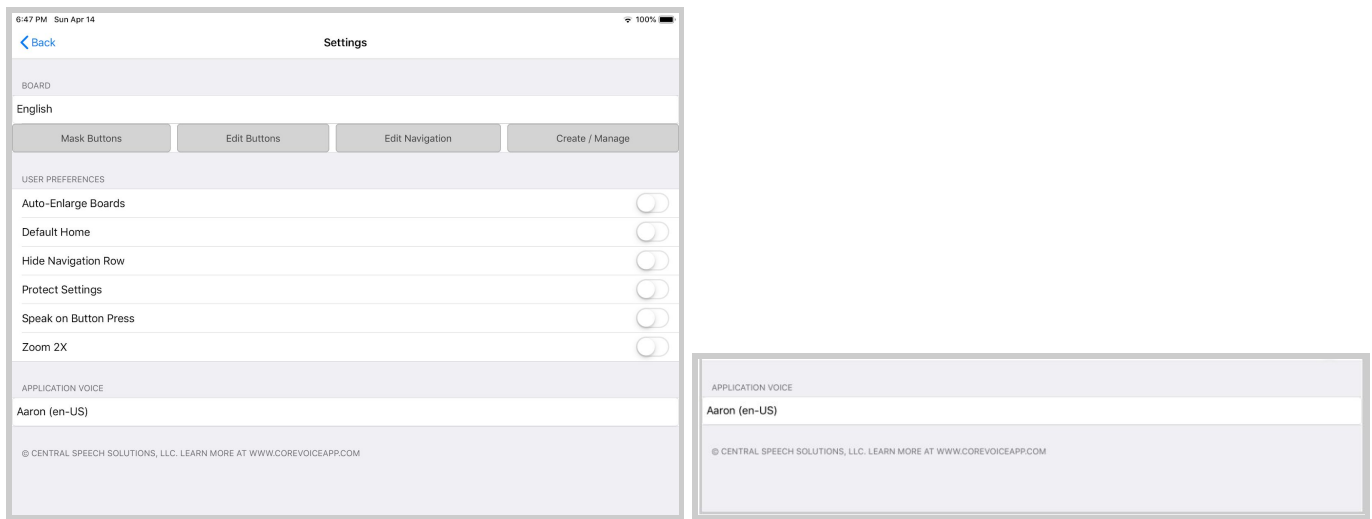 6:47 PM Sun Apr 14 100%
Back Settings
BOARD
English
Mask Buttons Edit Buttons Edit Navigation Create / Manage
USER PREFERENCES
Auto-Enlarge Boards
Default Home
Hide Navigation Row
Protect Settings
Speak on Button Press
Zoom 2X
APPLICATION VOICE
Aaron (en-US)
© CENTRAL SPEECH SOLUTIONS, LLC. LEARN MORE AT WWW.COREVOICEAPP.COM
APPLICATION VOICE
Aaron (en-US)
© CENTRAL SPEECH SOLUTIONS, LLC. LEARN MORE AT WWW.COREVOICEAPP.COM